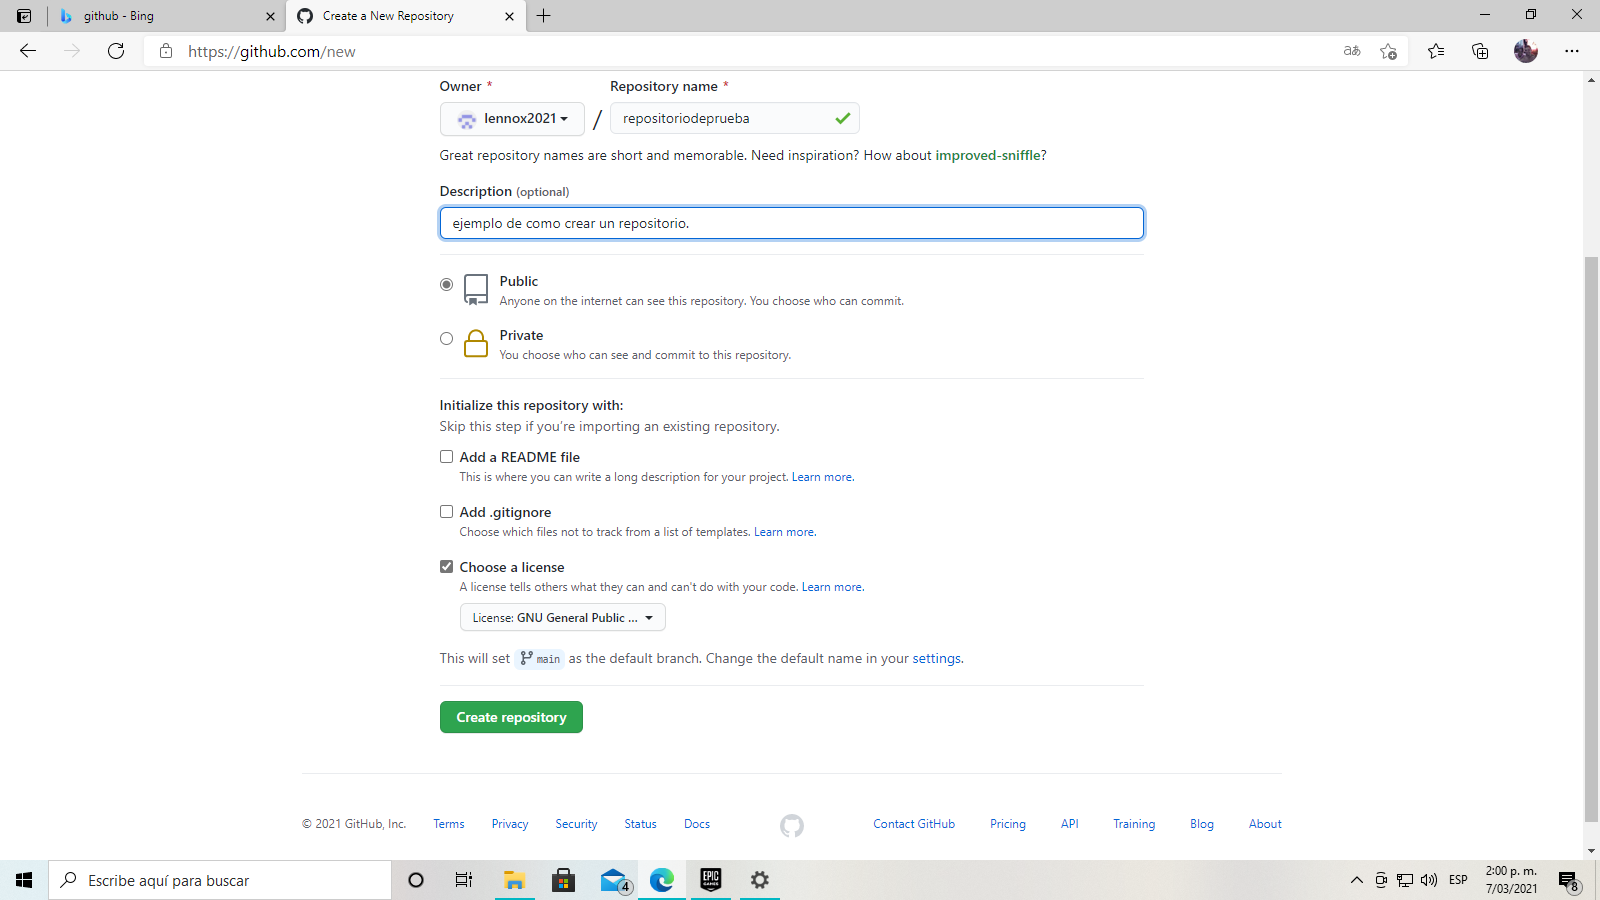 github - Bing
Create a New Repository
https://github.com/new
aあ
Owner *
Repository name *
lennox2021
/
repositoriodeprueba
Great repository names are short and memorable. Need inspiration? How about improved-sniffle?
Description (optional)
ejemplo de como crear un repositorio.
Public
Anyone on the internet can see this repository. You choose who can commit.
Private
You choose who can see and commit to this repository.
Initialize this repository with:
Skip this step if you're importing an existing repository.
Add a README file
This is where you can write a long description for your project. Learn more.
Add .gitignore
Choose which files not to track from a list of templates. Learn more.
Choose a license
A license tells others what they can and can't do with your code. Learn more.
License: GNU General Public ...
This will set main as the default branch. Change the default name in your settings.
Create repository
© 2021 GitHub, Inc. Terms Privacy Security Status Docs Contact GitHub Pricing API Training Blog About
Escribe aquí para buscar
4
EPIC GAMES
ESP
2:00 p. m.
7/03/2021
8